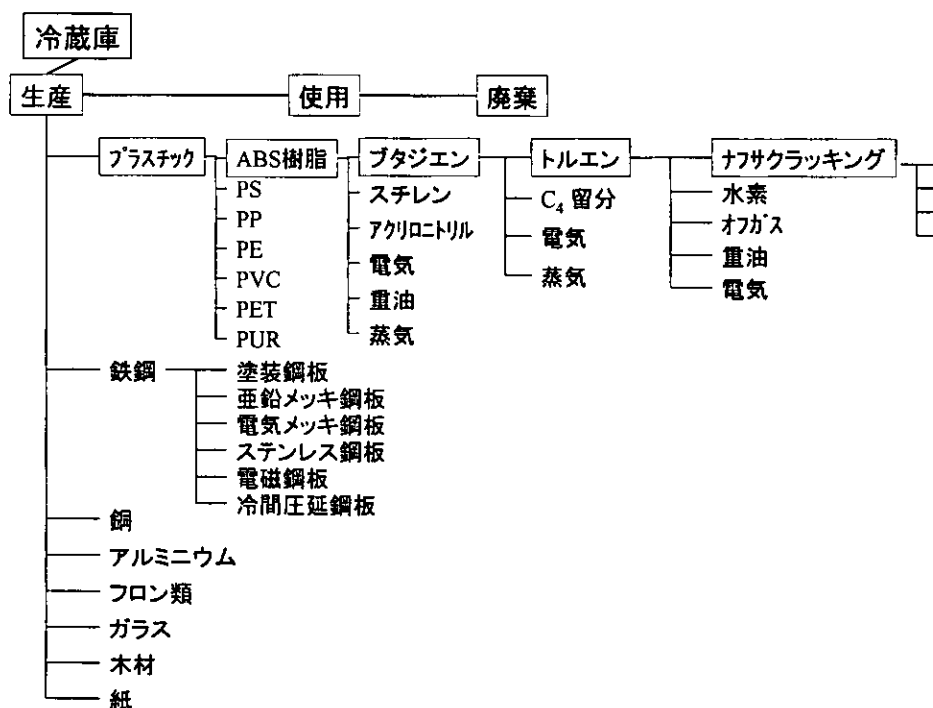 冷蔵庫
生産 使用 廃棄
プラスチック ABS樹脂 ブタジエン トルエン ナフサクラッキング
PS スチレン C4 留分 水素
PP アクリロニトリル 電気 オフガス
PE 電気 蒸気 重油
PVC 重油 電気
PET 蒸気
PUR
鉄鋼 塗装鋼板
亜鉛メッキ鋼板
電気メッキ鋼板
ステンレス鋼板
電磁鋼板
冷間圧延鋼板
銅
アルミニウム
フロン類
ガラス
木材
紙